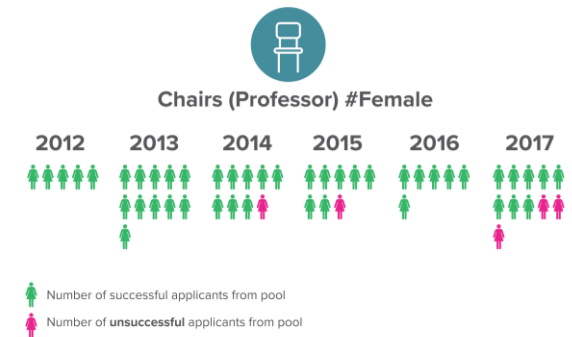 Chairs (Professor) #Female
2012 2013 2014 2015 2016 2017
Number of successful applicants from pool
Number of unsuccessful applicants from pool